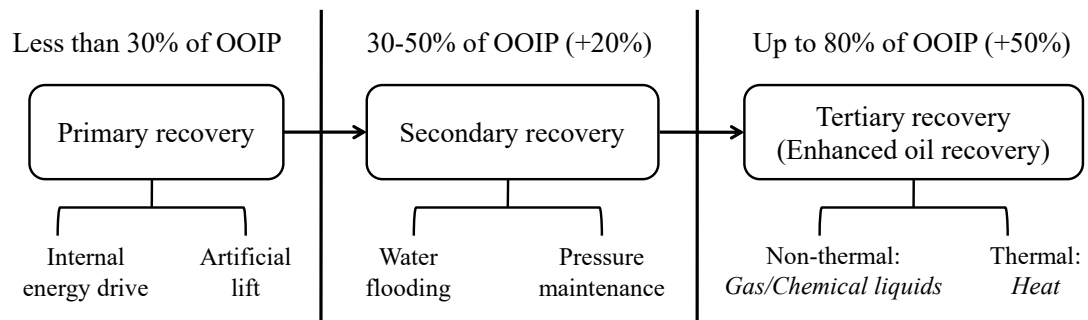 Less than 30% of OOIP
30-50% of OOIP (+20%)
Up to 80% of OOIP (+50%)
Primary recovery
Secondary recovery
Tertiary recovery
(Enhanced oil recovery)
Internal
energy drive
Artificial
lift
Water
flooding
Pressure
maintenance
Non-thermal:
Gas/Chemical liquids
Thermal:
Heat